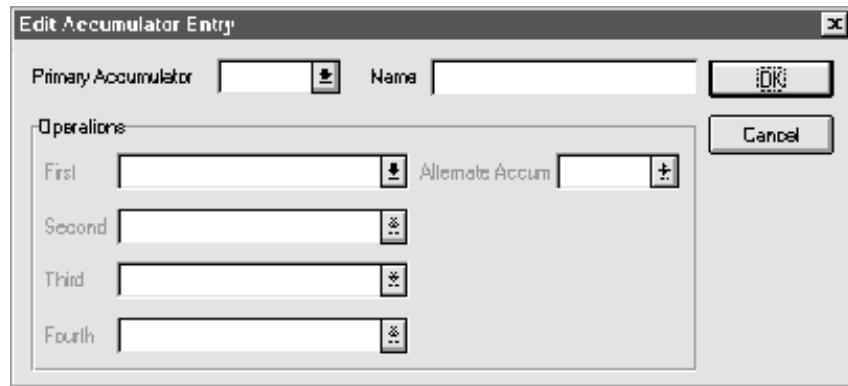 Edit Accumulator Entry
Primary Accumulator Name OK
Operations Cancel
First Alternate Accum
Second
Third
Fourth